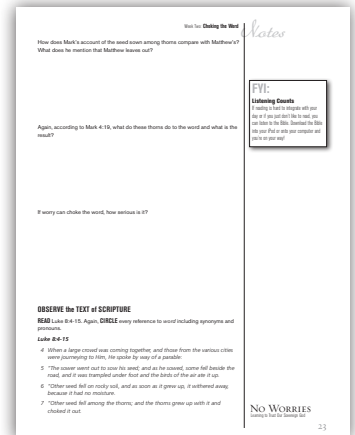 Week Two: Choking the Word
Notes
How does Mark's account of the seed sown among thorns compare with Matthew's?
What does he mention that Matthew leaves out?
Again, according to Mark 4:19, what do these thorns do to the word and what is the
result?
If worry can choke the word, how serious is it?
OBSERVE the TEXT of SCRIPTURE
READ Luke 8:4-15. Again, CIRCLE every reference to word including synonyms and
pronouns.
Luke 8:4-15
4 When a large crowd was coming together, and those from the various cities
were journeying to Him, He spoke by way of a parable:
5 "The sower went out to sow his seed; and as he sowed, some fell beside the
road, and it was trampled under foot and the birds of the air ate it up.
6 "Other seed fell on rocky soil, and as soon as it grew up, it withered away,
because it had no moisture.
7 "Other seed fell among the thorns; and the thorns grew up with it and
choked it out.
FYI:
Listening Counts
If reading is hard to integrate with your
day or if you just don't like to read, you
can listen to the Bible. Download the Bible
into your iPod or onto your computer and
you're on your way!
NO WORRIES
Learning to Trust Our Sovereign God
23